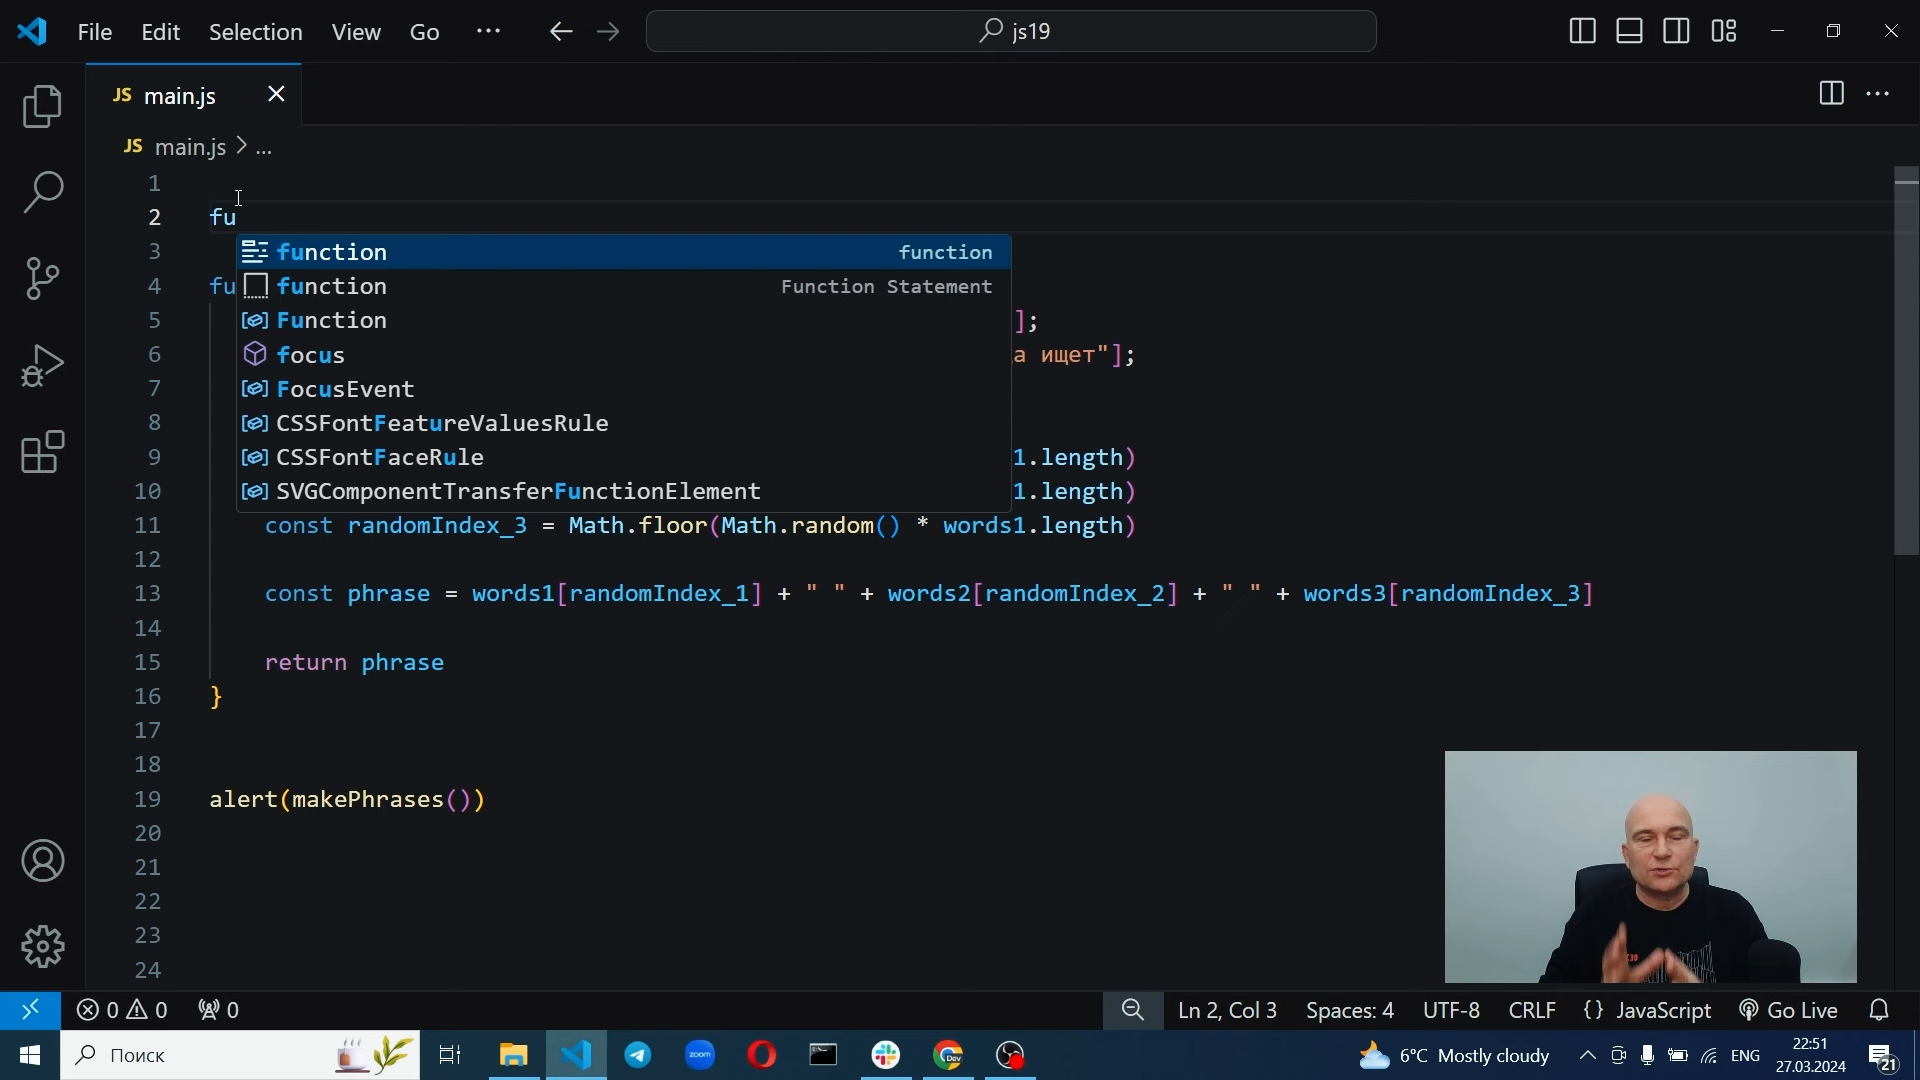 File Edit Selection View Go ... js19
JS main.js
JS main.js > ...
1
2 fu
3 function function
4 fu function Function Statement
5 Function ];
6 focus а ищет"];
7 FocusEvent
8 CSSFontFeatureValuesRule
9 CSSFontFaceRule 1.length)
10 SVGComponentTransferFunctionElement 1.length)
11 const randomIndex_3 = Math.floor(Math.random() * words1.length)
12
13 const phrase = words1[randomIndex_1] + " " + words2[randomIndex_2] + " " + words3[randomIndex_3]
14
15 return phrase
16 }
17
18
19 alert(makePhrases())
20
21
22
23
24
0 0 0 Ln 2, Col 3 Spaces: 4 UTF-8 CRLF {} JavaScript Go Live
Поиск zoom Dev 6°C Mostly cloudy ENG 22:51
27.03.2024 21